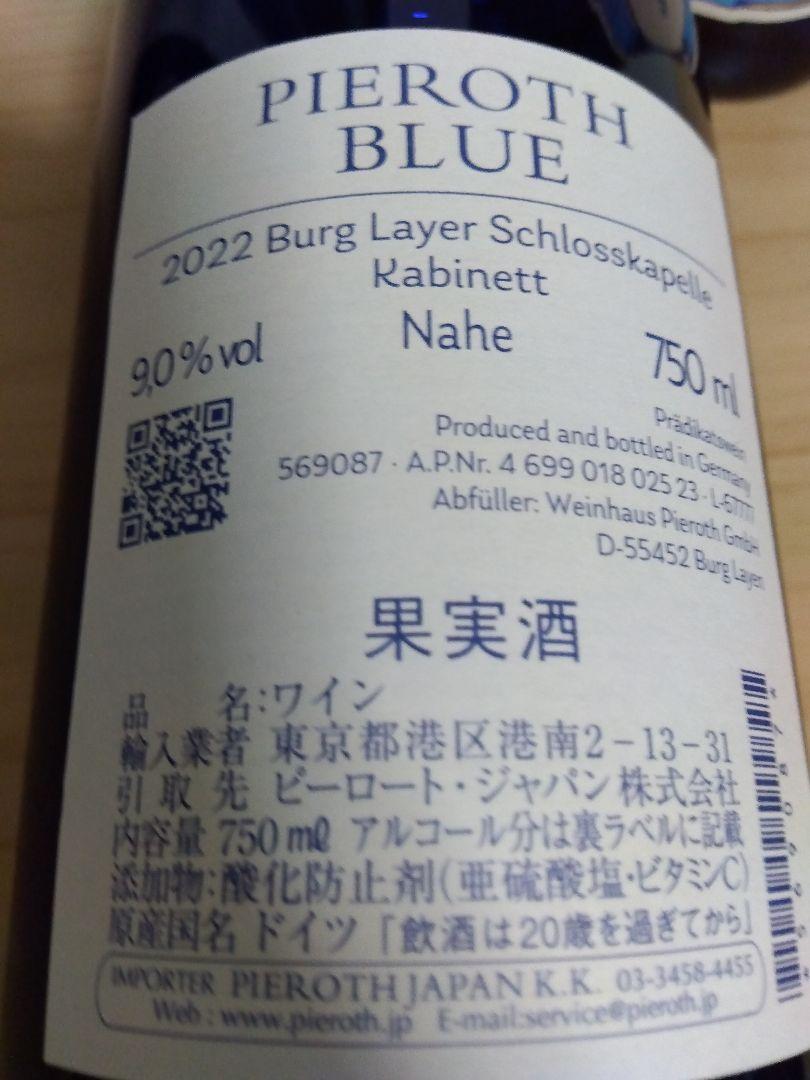 PIEROTH
BLUE
2022 Burg Layer Schlosskapelle
Kabinett
Nahe
9,0 % vol
750 ml
Prädikatswein
Produced and bottled in Germany
569087 · A.P.Nr. 4 699 018 025 23 · L-67777
Abfüller: Weinhaus Pieroth GmbH
D-55452 Burg Layen
果実酒
品 名:ワイン
輸入業者 東京都港区港南2-13-31
引取先 ピーロート・ジャパン株式会社
内容量 750mℓ アルコール分は裏ラベルに記載
添加物:酸化防止剤(亜硫酸塩・ビタミンC)
原産国名 ドイツ「飲酒は20歳を過ぎてから」
IMPORTER PIEROTH JAPAN K.K. 03-3458-4455
Web : www.pieroth.jp E-mail:service@pieroth.jp